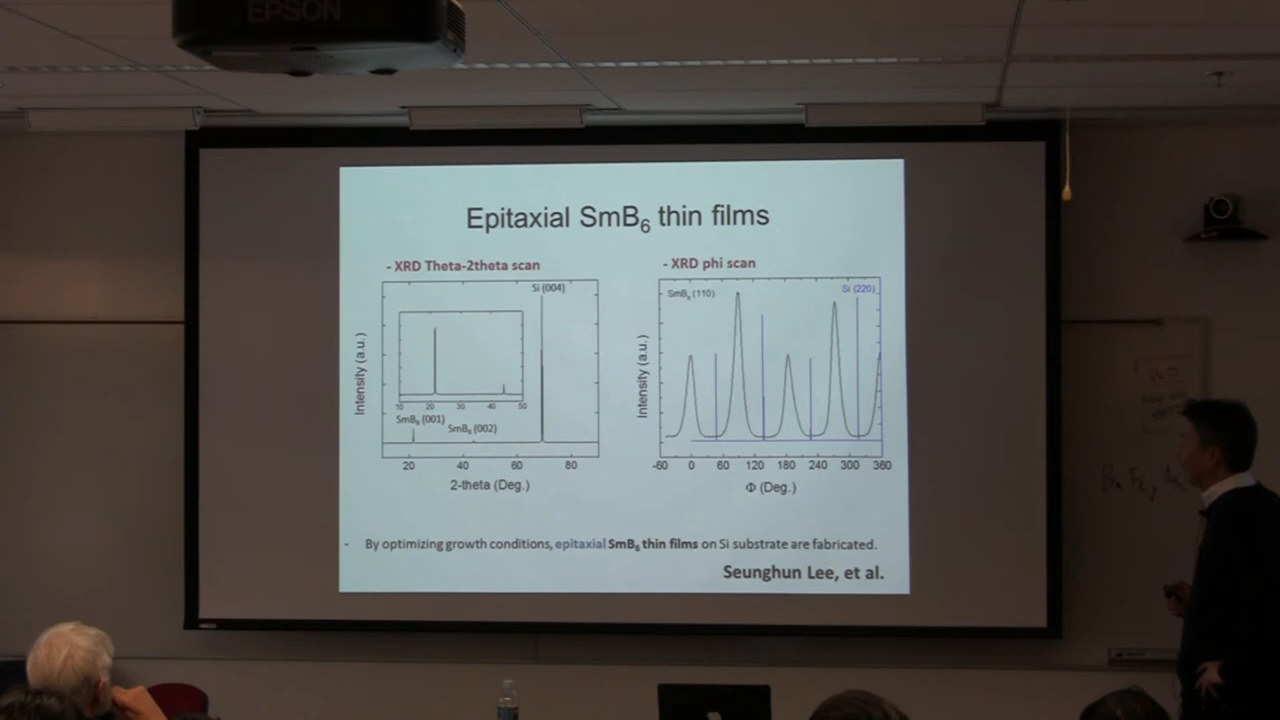 EPSON
Epitaxial SmB6 thin films
- XRD Theta-2theta scan
Si (004)
Intensity (a.u.)
10 20 30 40 50
SmB6 (001)
SmB6 (002)
20 40 60 80
2-theta (Deg.)
- XRD phi scan
SmB6 (110)
Si (220)
Intensity (a.u.)
-60 0 60 120 180 240 300 360
Φ (Deg.)
- By optimizing growth conditions, epitaxial SmB6 thin films on Si substrate are fabricated.
Seunghun Lee, et al.